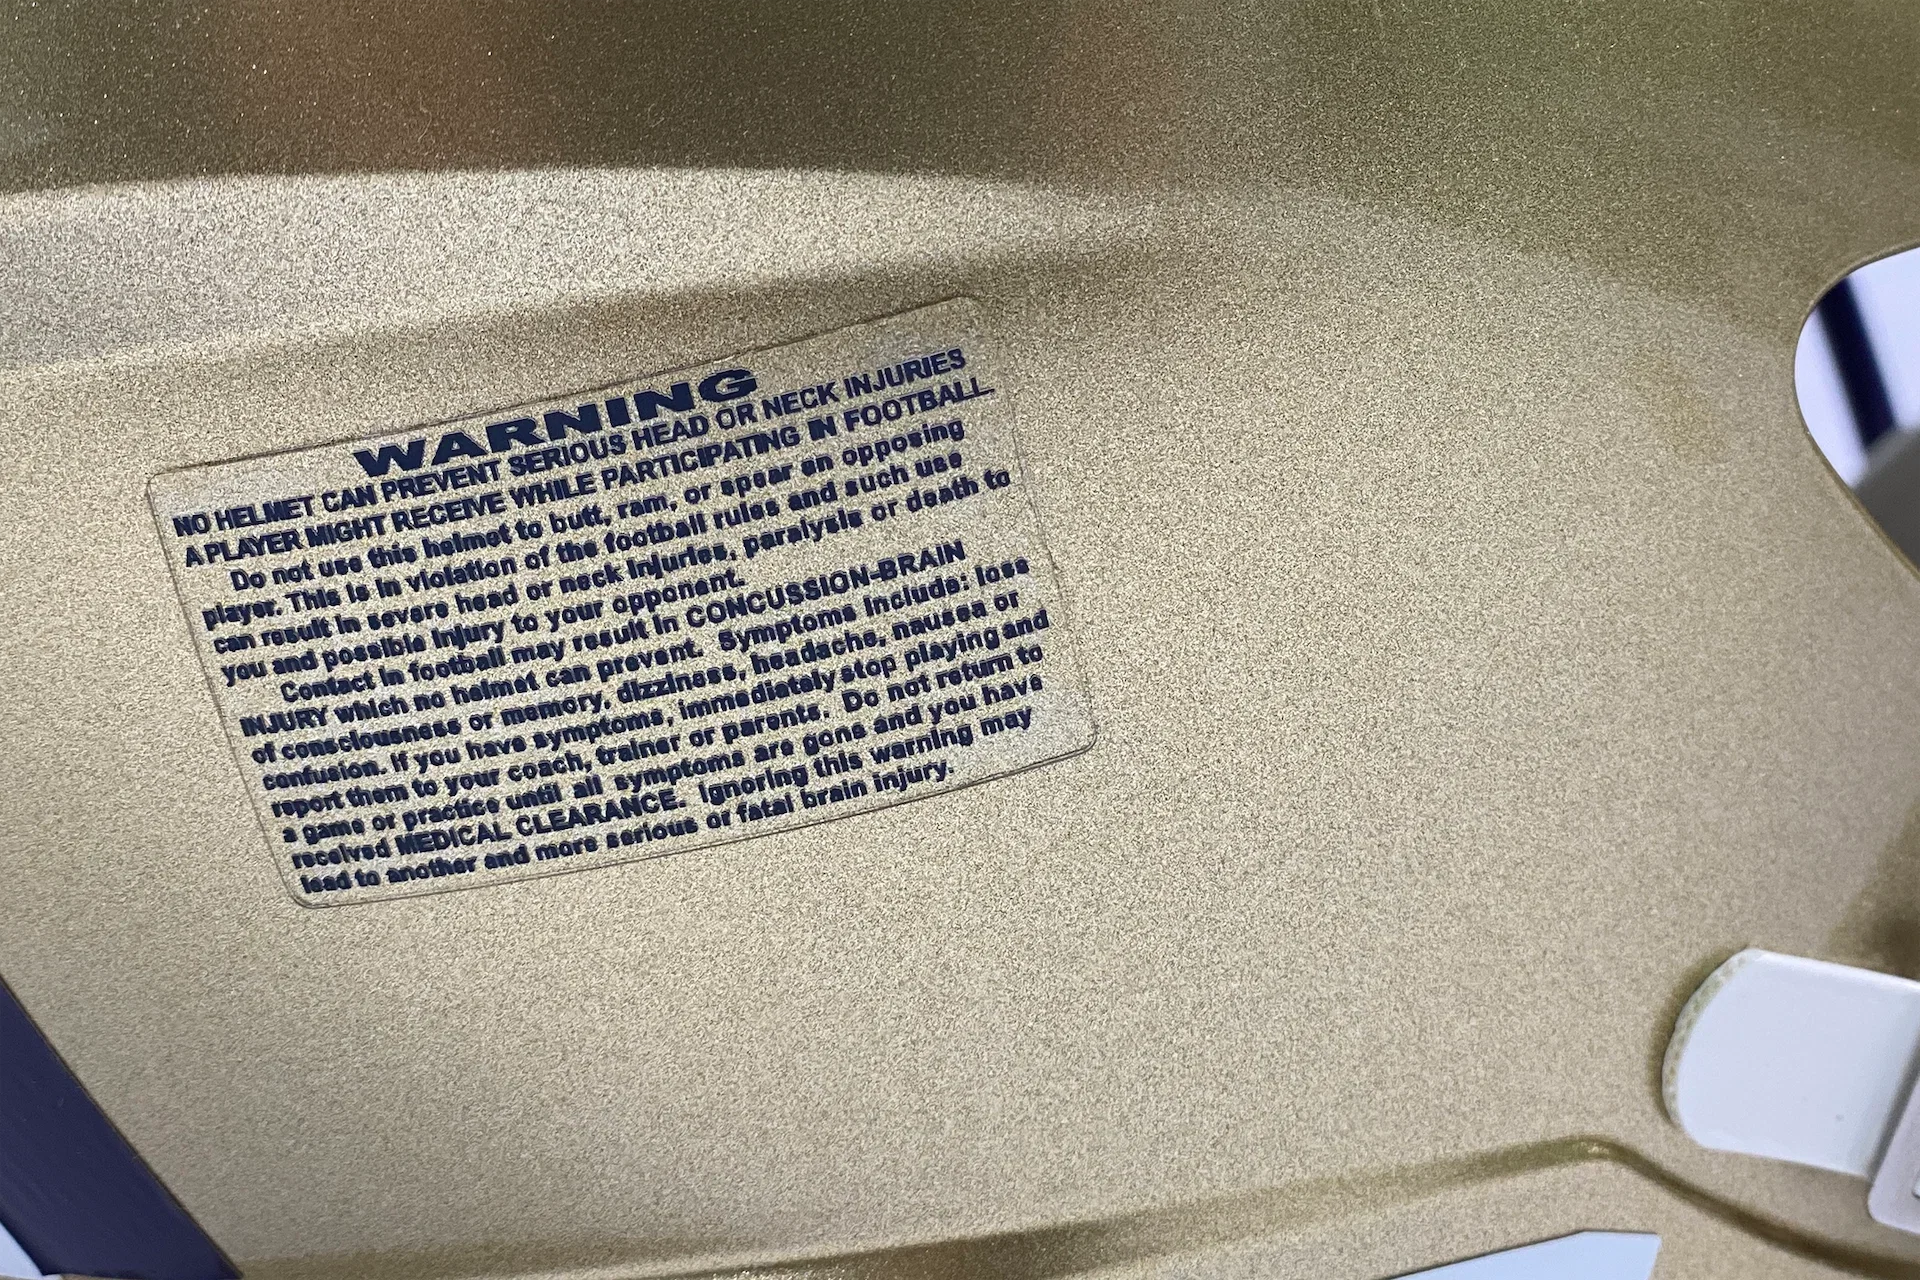 WARNING
NO HELMET CAN PREVENT SERIOUS HEAD OR NECK INJURIES
A PLAYER MIGHT RECEIVE WHILE PARTICIPATING IN FOOTBALL.
Do not use this helmet to butt, ram, or spear an opposing
player. This is in violation of the football rules and such use
can result in severe head or neck injuries, paralysis or death to
you and possible injury to your opponent.
Contact in football may result in CONCUSSION-BRAIN
INJURY which no helmet can prevent. Symptoms include: loss
of consciousness or memory, dizziness, headache, nausea or
confusion. If you have symptoms, immediately stop playing and
report them to your coach, trainer or parents. Do not return to
a game or practice until all symptoms are gone and you have
received MEDICAL CLEARANCE. Ignoring this warning may
lead to another and more serious or fatal brain injury.